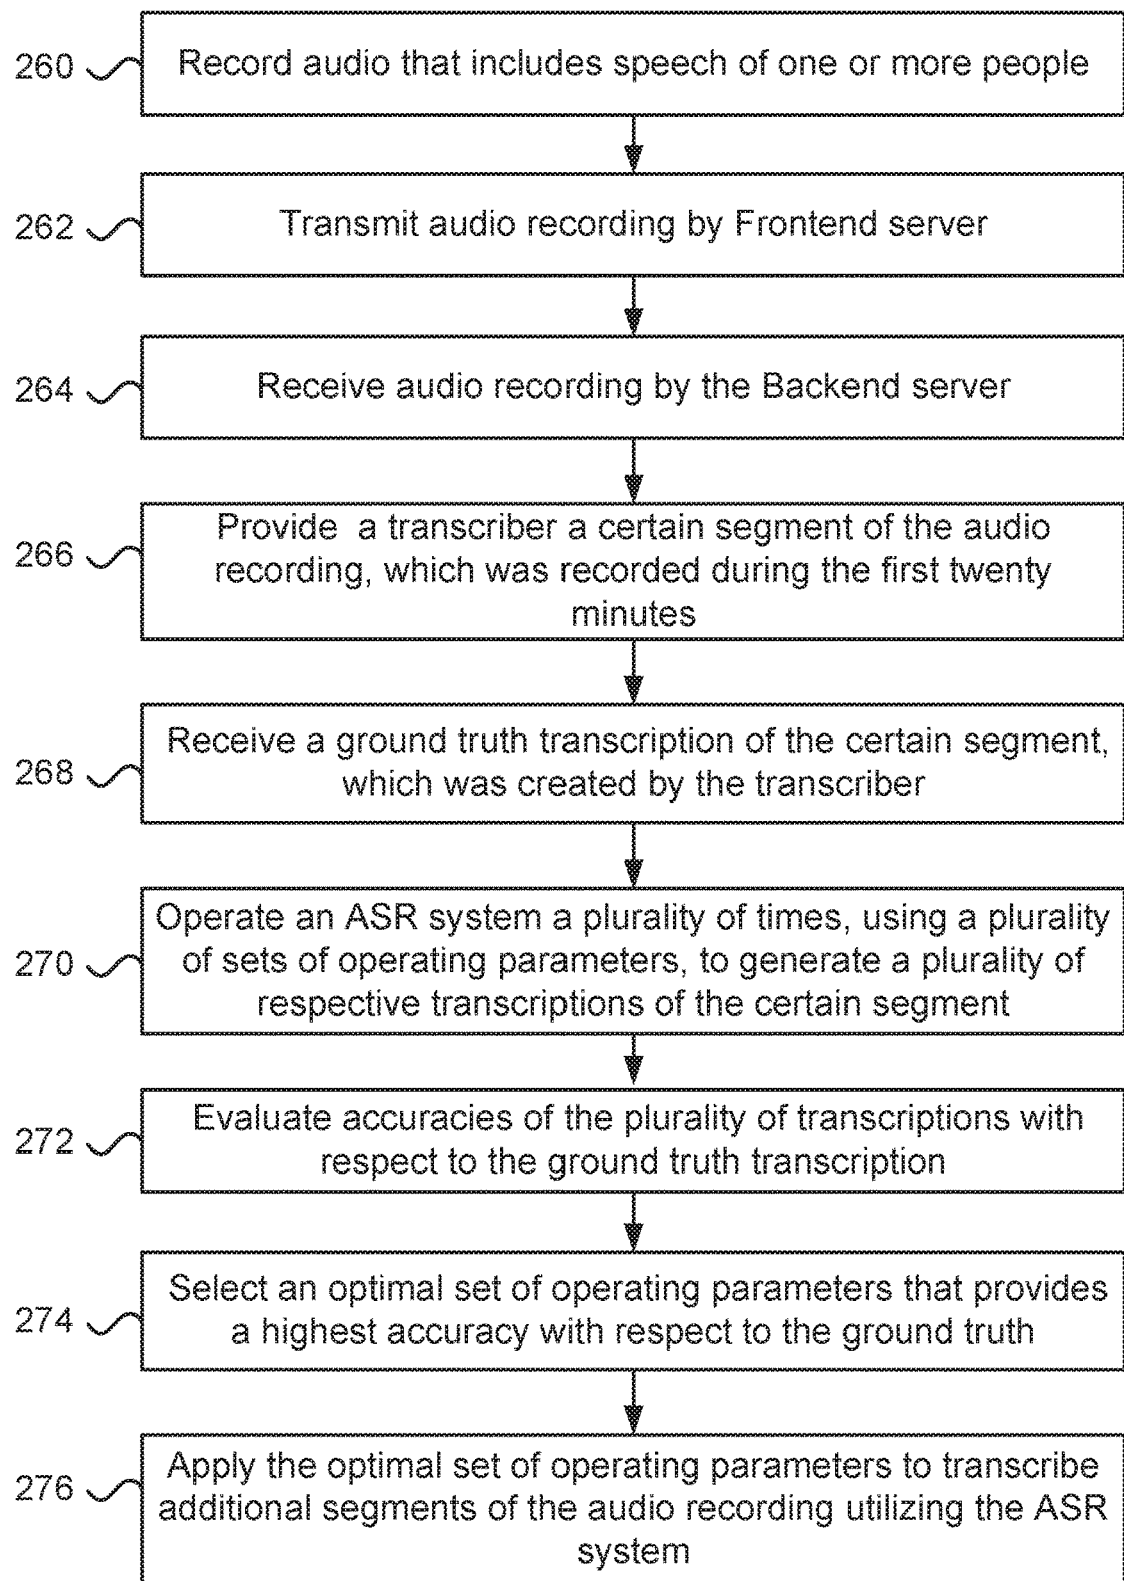 260 Record audio that includes speech of one or more people
262 Transmit audio recording by Frontend server
264 Receive audio recording by the Backend server
Provide a transcriber a certain segment of the audio
266 recording, which was recorded during the first twenty
minutes
Receive a ground truth transcription of the certain segment,
268 which was created by the transcriber
Operate an ASR system a plurality of times, using a plurality
270 of sets of operating parameters, to generate a plurality of
respective transcriptions of the certain segment
Evaluate accuracies of the plurality of transcriptions with
272 respect to the ground truth transcription
Select an optimal set of operating parameters that provides
274 a highest accuracy with respect to the ground truth
Apply the optimal set of operating parameters to transcribe
276 additional segments of the audio recording utilizing the ASR
system